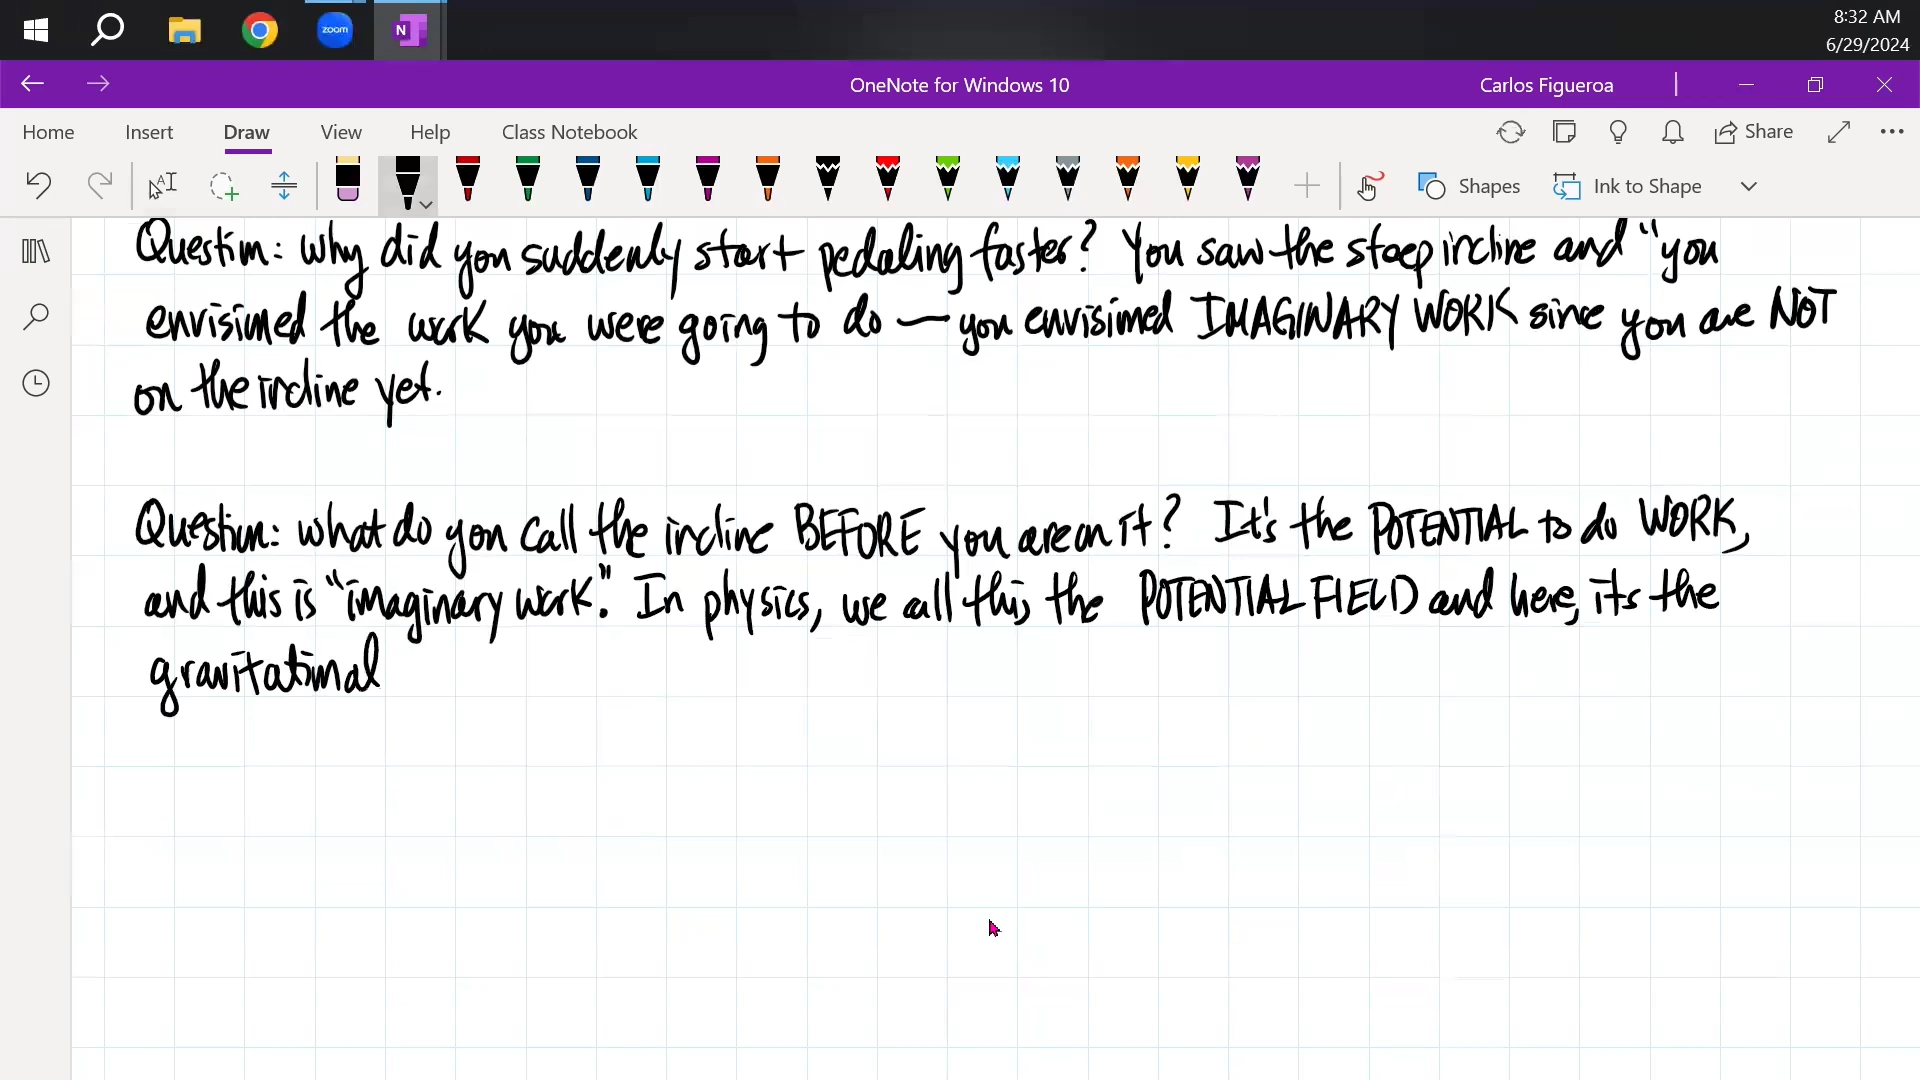 8:32 AM
6/29/2024
zoom
N
OneNote for Windows 10
Carlos Figueroa
Home Insert Draw View Help Class Notebook
Share
Shapes Ink to Shape
Question: why did you suddenly start pedaling faster? You saw the steep incline and "you
envisioned the work you were going to do — you envisioned IMAGINARY WORK since you are NOT
on the incline yet.
Question: what do you call the incline BEFORE you are on it? It's the POTENTIAL to do WORK,
and this is "imaginary work." In physics, we call this the POTENTIAL FIELD and here, its the
gravitational